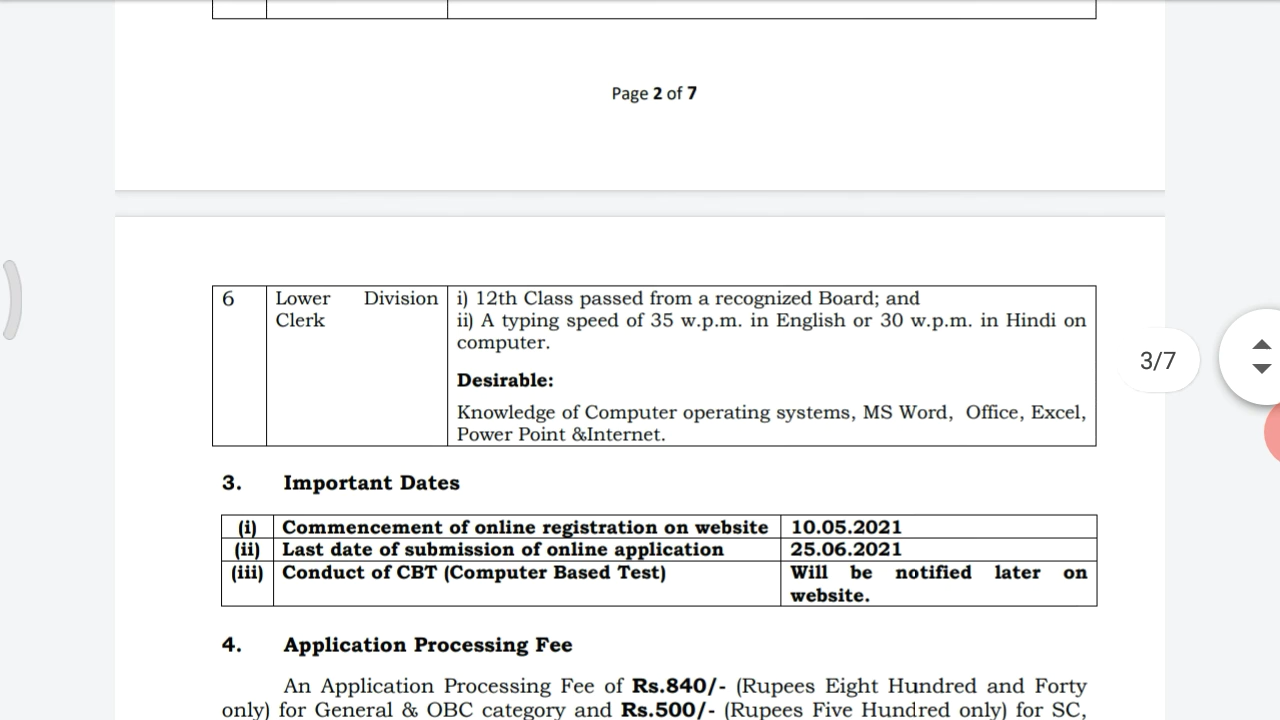 Page 2 of 7
6 Lower Division i) 12th Class passed from a recognized Board; and
Clerk ii) A typing speed of 35 w.p.m. in English or 30 w.p.m. in Hindi on
computer.
Desirable:
Knowledge of Computer operating systems, MS Word, Office, Excel,
Power Point &Internet.
3/7
3. Important Dates
(i) Commencement of online registration on website 10.05.2021
(ii) Last date of submission of online application 25.06.2021
(iii) Conduct of CBT (Computer Based Test) Will be notified later on
website.
4. Application Processing Fee
An Application Processing Fee of Rs.840/- (Rupees Eight Hundred and Forty
only) for General & OBC category and Rs.500/- (Rupees Five Hundred only) for SC,